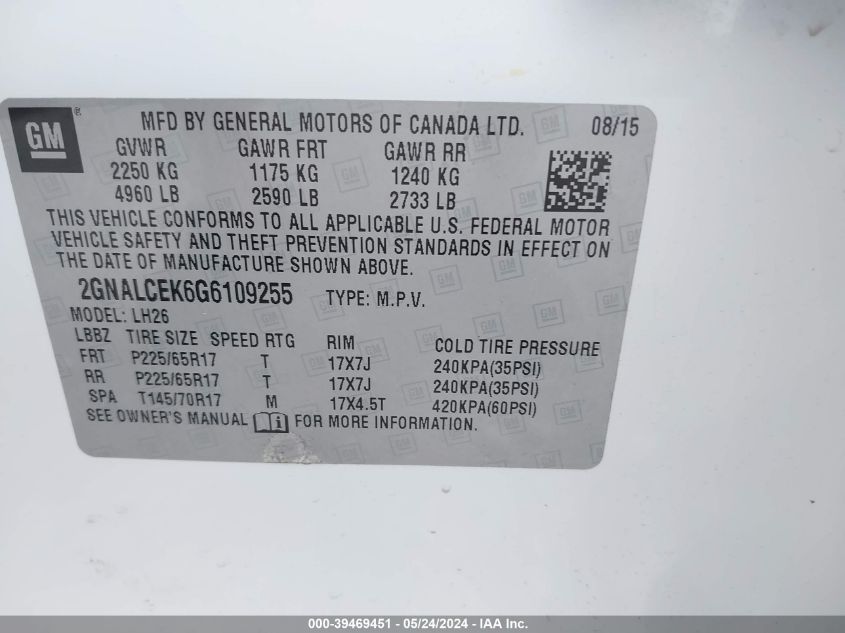 GM ®
MFD BY GENERAL MOTORS OF CANADA LTD. 08/15
GVWR GAWR FRT GAWR RR
2250 KG 1175 KG 1240 KG
4960 LB 2590 LB 2733 LB
THIS VEHICLE CONFORMS TO ALL APPLICABLE U.S. FEDERAL MOTOR
VEHICLE SAFETY AND THEFT PREVENTION STANDARDS IN EFFECT ON
THE DATE OF MANUFACTURE SHOWN ABOVE.
2GNALCEK6G6109255 TYPE: M.P.V.
MODEL: LH26
LBBZ TIRE SIZE SPEED RTG RIM COLD TIRE PRESSURE
FRT P225/65R17 T 17X7J 240KPA(35PSI)
RR P225/65R17 T 17X7J 240KPA(35PSI)
SPA T145/70R17 M 17X4.5T 420KPA(60PSI)
SEE OWNER'S MANUAL i FOR MORE INFORMATION.
000-39469451 - 05/24/2024 - IAA Inc.